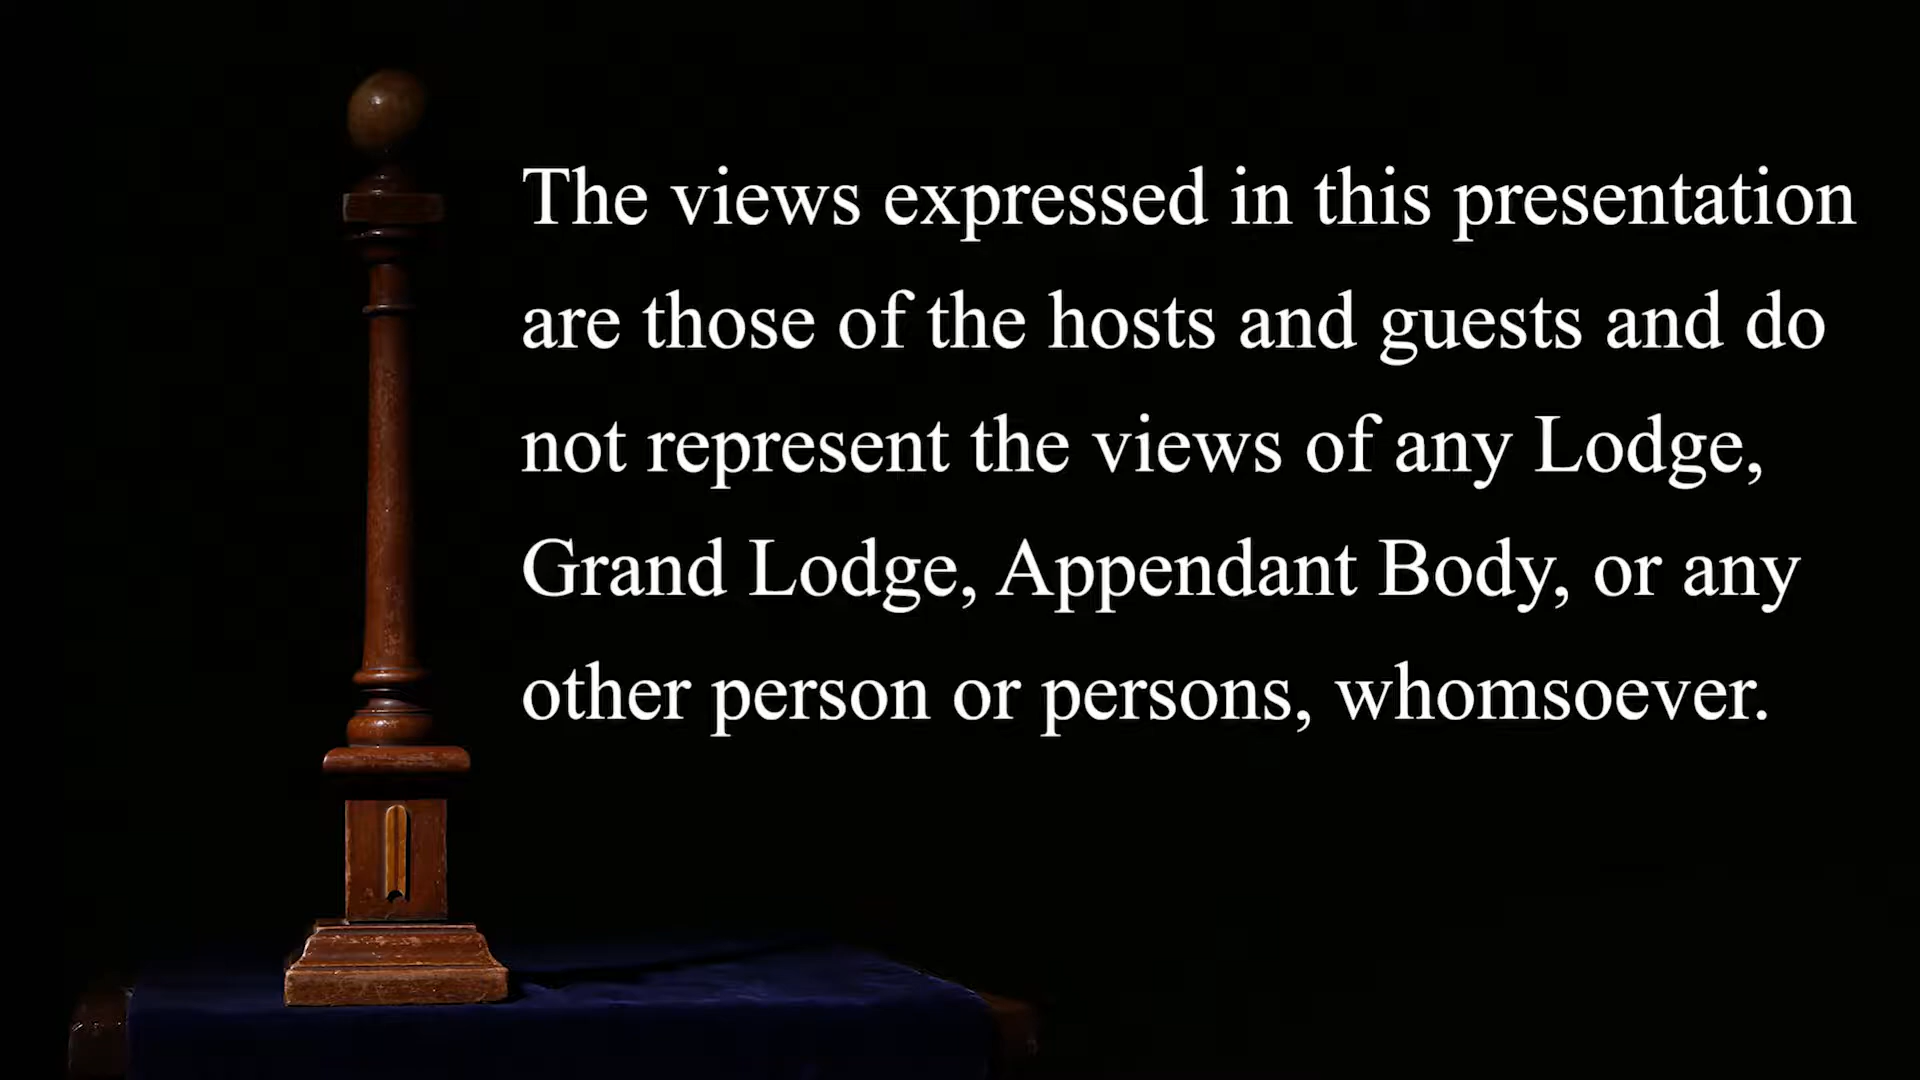 The views expressed in this presentation
are those of the hosts and guests and do
not represent the views of any Lodge,
Grand Lodge, Appendant Body, or any
other person or persons, whomsoever.